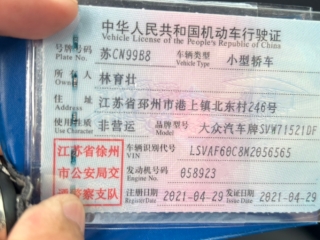 中华人民共和国机动车行驶证
Vehicle License of the People's Republic of China
号牌号码 苏CN99B8 车辆类型 小型轿车
Plate No. Vehicle Type
所有人 林育壮
Owner
住址 江苏省邳州市港上镇北东村246号
Address
使用性质 非营运 品牌型号 大众汽车牌SVW71521DF
Use Character Model
江苏省徐州市公安局交通警察支队
车辆识别代号 LSVAF60C8M2056565
VIN
发动机号码 058923
Engine No.
注册日期 2021-04-29 发证日期 2021-04-29
Register Date Issue Date